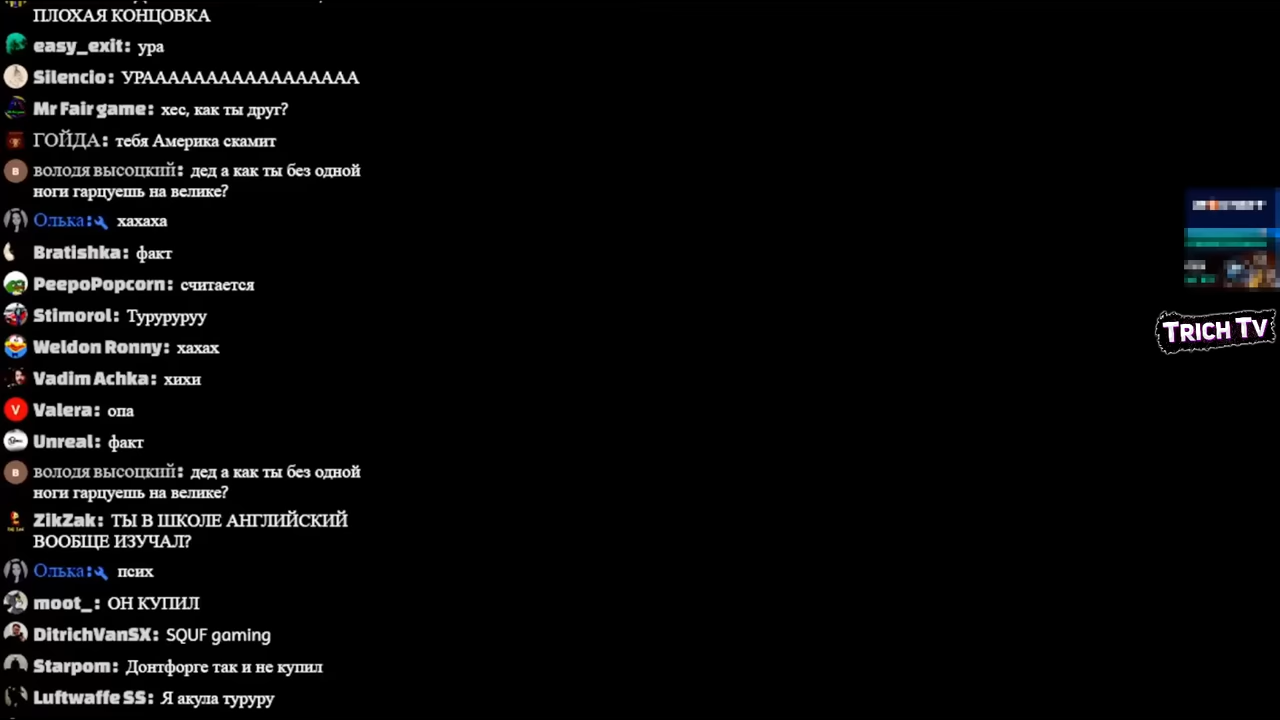 ПЛОХАЯ КОНЦОВКА
easy_exit: ура
Silencio: УРААААААААААААААААА
Mr Fair game: хес, как ты друг?
ГОЙДА: тебя Америка скамит
володя высоцкий: дед а как ты без одной
ноги гарцуешь на велике?
Олька: хахаха
Bratishka: факт
PeepoPopcorn: считается
Stimorol: Туруруруу
Weldon Ronny: хахах
Vadim Achka: хихи
Valera: опа
Unreal: факт
володя высоцкий: дед а как ты без одной
ноги гарцуешь на велике?
ZikZak: ТЫ В ШКОЛЕ АНГЛИЙСКИЙ
ВООБЩЕ ИЗУЧАЛ?
Олька: псих
moot_: ОН КУПИЛ
DitrichVanSX: SQUF gaming
Starpom: Донтфорге так и не купил
Luftwaffe SS: Я акула туруру
TRICH TV